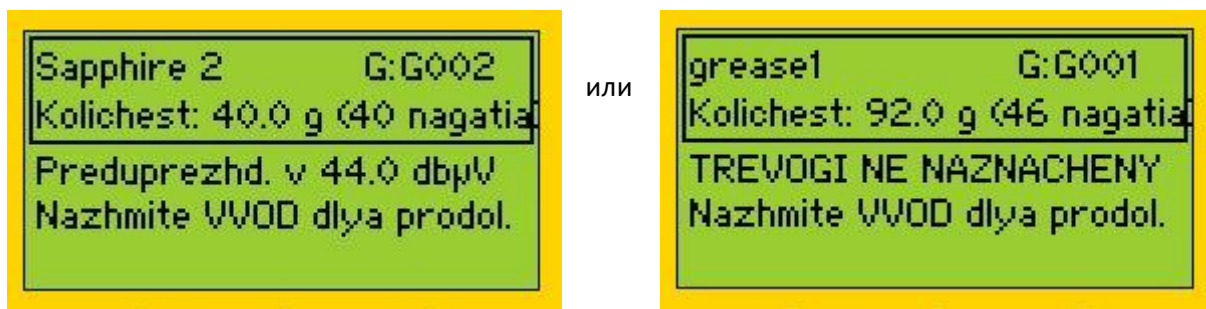 Sapphire 2 G:G002
Kolichest: 40.0 g (40 nagatia
Preduprezhd. v 44.0 dbµV
Nazhmite VVOD dlya prodol.
или
grease1 G:G001
Kolichest: 92.0 g (46 nagatia
TREVOGI NE NAZNACHENY
Nazhmite VVOD dlya prodol.